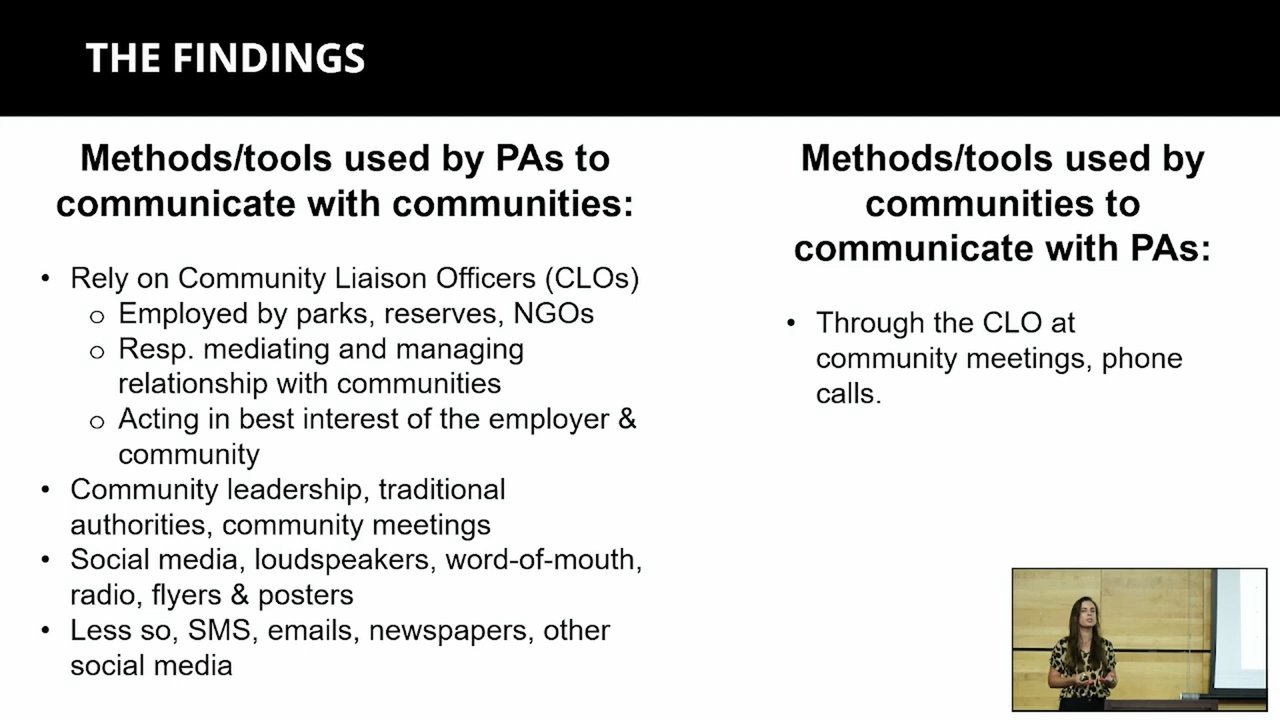 THE FINDINGS
Methods/tools used by PAs to
communicate with communities:
• Rely on Community Liaison Officers (CLOs)
o Employed by parks, reserves, NGOs
o Resp. mediating and managing
relationship with communities
o Acting in best interest of the employer &
community
• Community leadership, traditional
authorities, community meetings
• Social media, loudspeakers, word-of-mouth,
radio, flyers & posters
• Less so, SMS, emails, newspapers, other
social media
Methods/tools used by
communities to
communicate with PAs:
• Through the CLO at
community meetings, phone
calls.